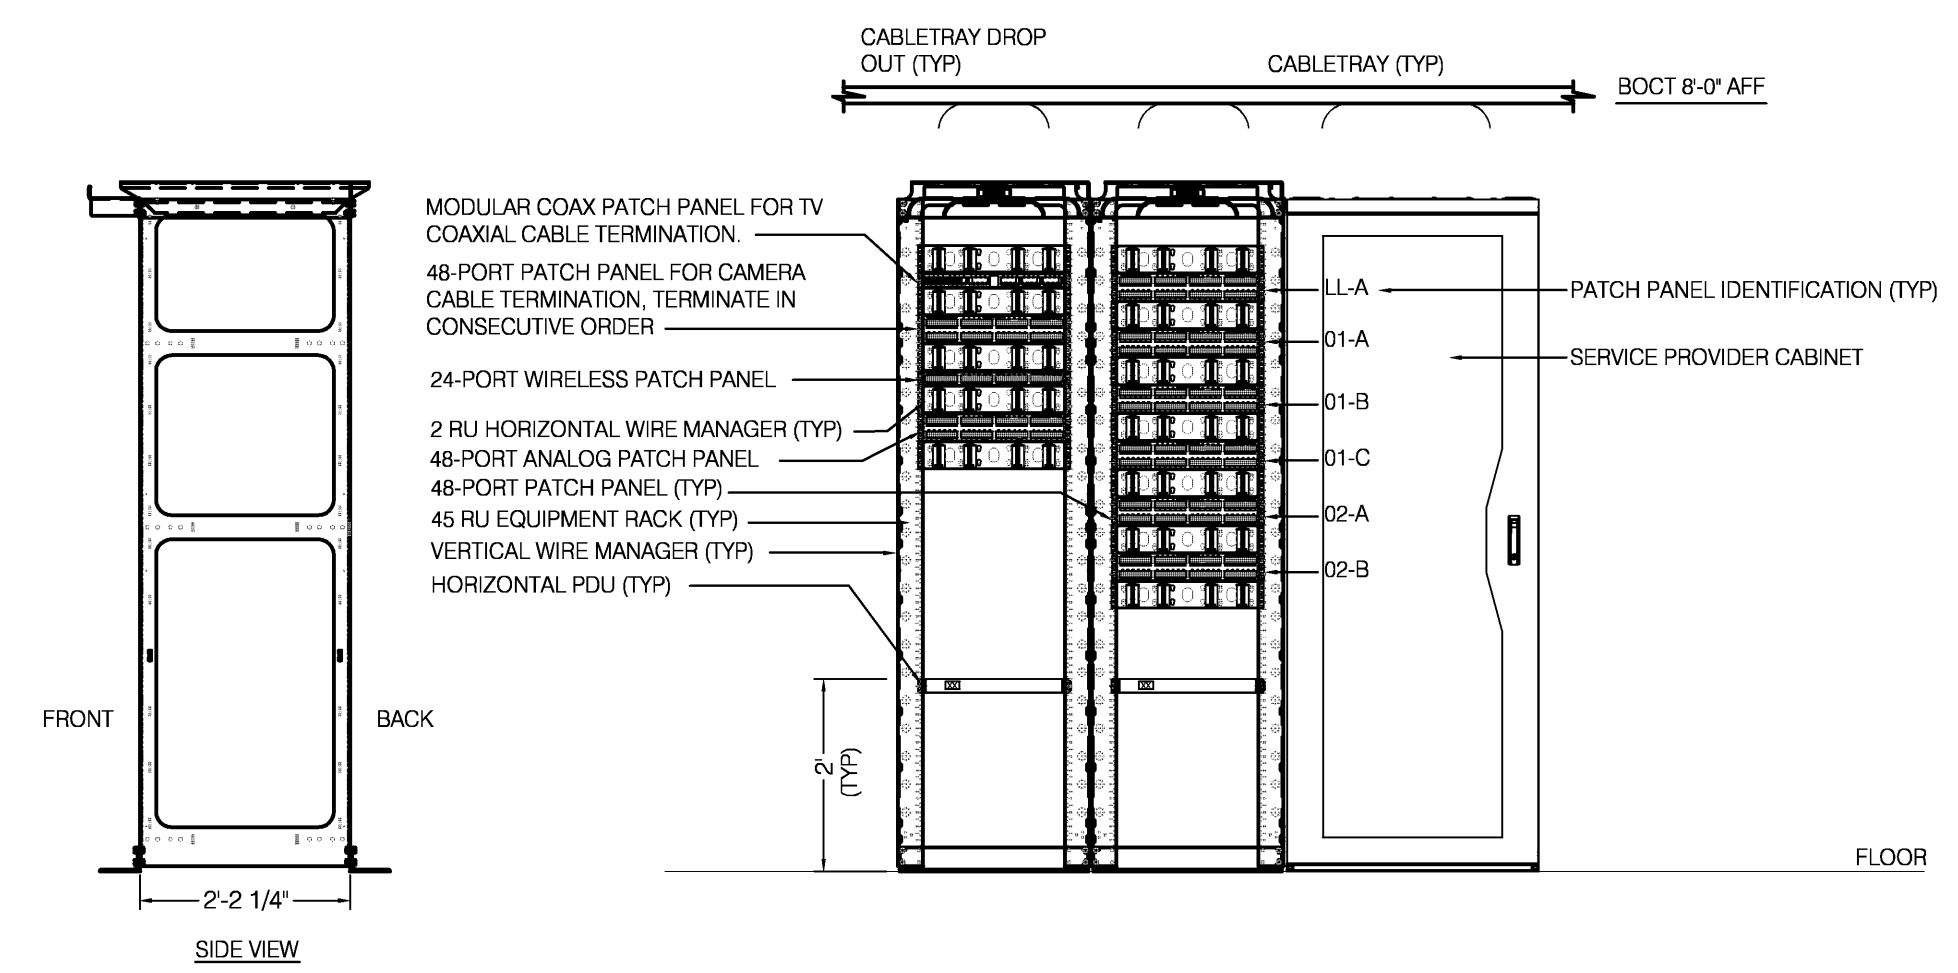 CABLETRAY DROP
OUT (TYP)
CABLETRAY (TYP)
BOCT 8'-0" AFF
MODULAR COAX PATCH PANEL FOR TV
COAXIAL CABLE TERMINATION.
48-PORT PATCH PANEL FOR CAMERA
CABLE TERMINATION, TERMINATE IN
CONSECUTIVE ORDER
24-PORT WIRELESS PATCH PANEL
2 RU HORIZONTAL WIRE MANAGER (TYP)
48-PORT ANALOG PATCH PANEL
48-PORT PATCH PANEL (TYP)
45 RU EQUIPMENT RACK (TYP)
VERTICAL WIRE MANAGER (TYP)
HORIZONTAL PDU (TYP)
LL-A
01-A
01-B
01-C
02-A
02-B
PATCH PANEL IDENTIFICATION (TYP)
SERVICE PROVIDER CABINET
FRONT
BACK
2'
(TYP)
XX
XX
FLOOR
2'-2 1/4"
SIDE VIEW